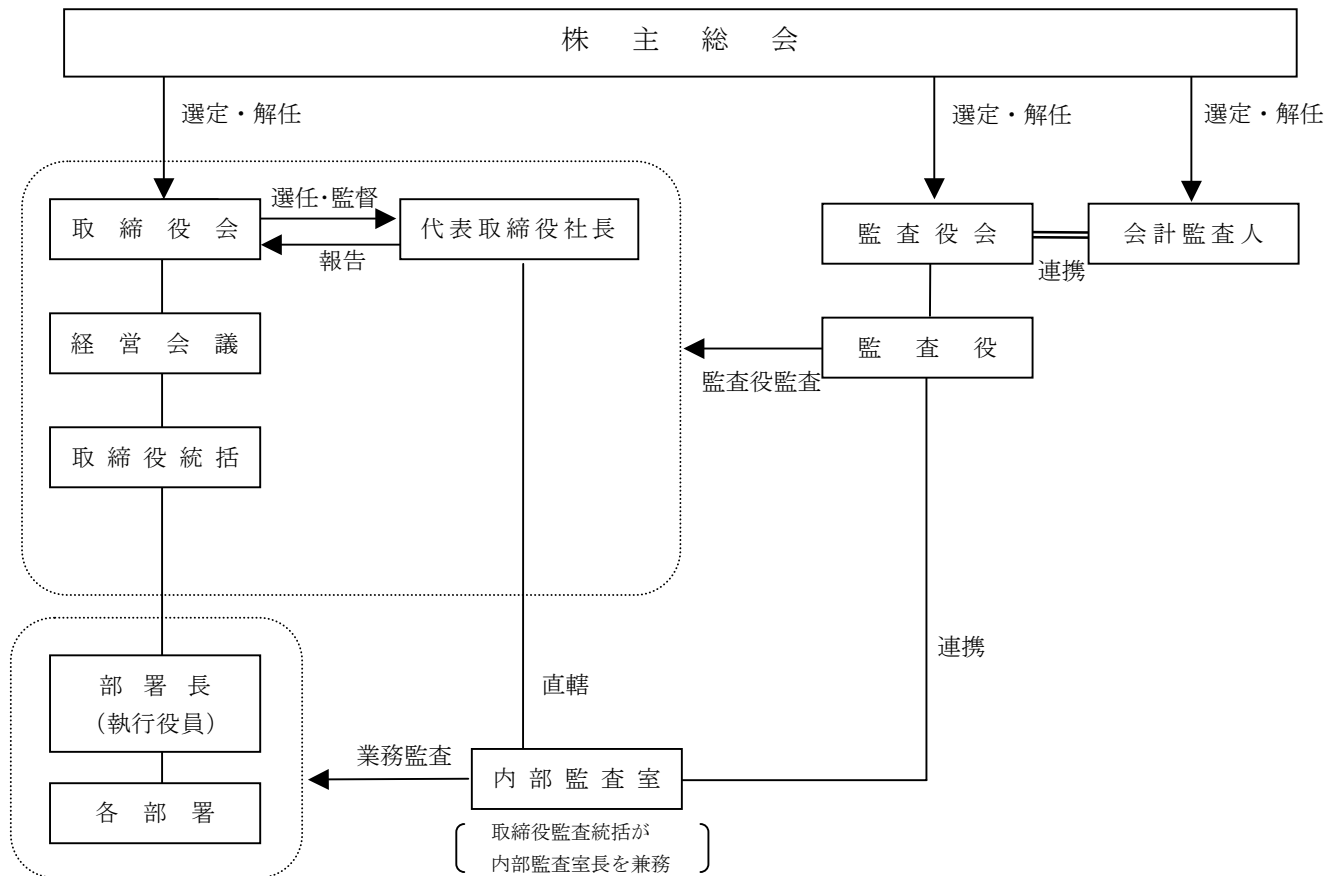 株主総会
選定・解任
選定・解任
選定・解任
取締役会
選任・監督
報告
代表取締役社長
監査役会
連携
会計監査人
経営会議
監査役
監査役監査
取締役統括
連携
部署長
（執行役員）
直轄
業務監査
内部監査室
各部署
取締役監査統括が
内部監査室長を兼務